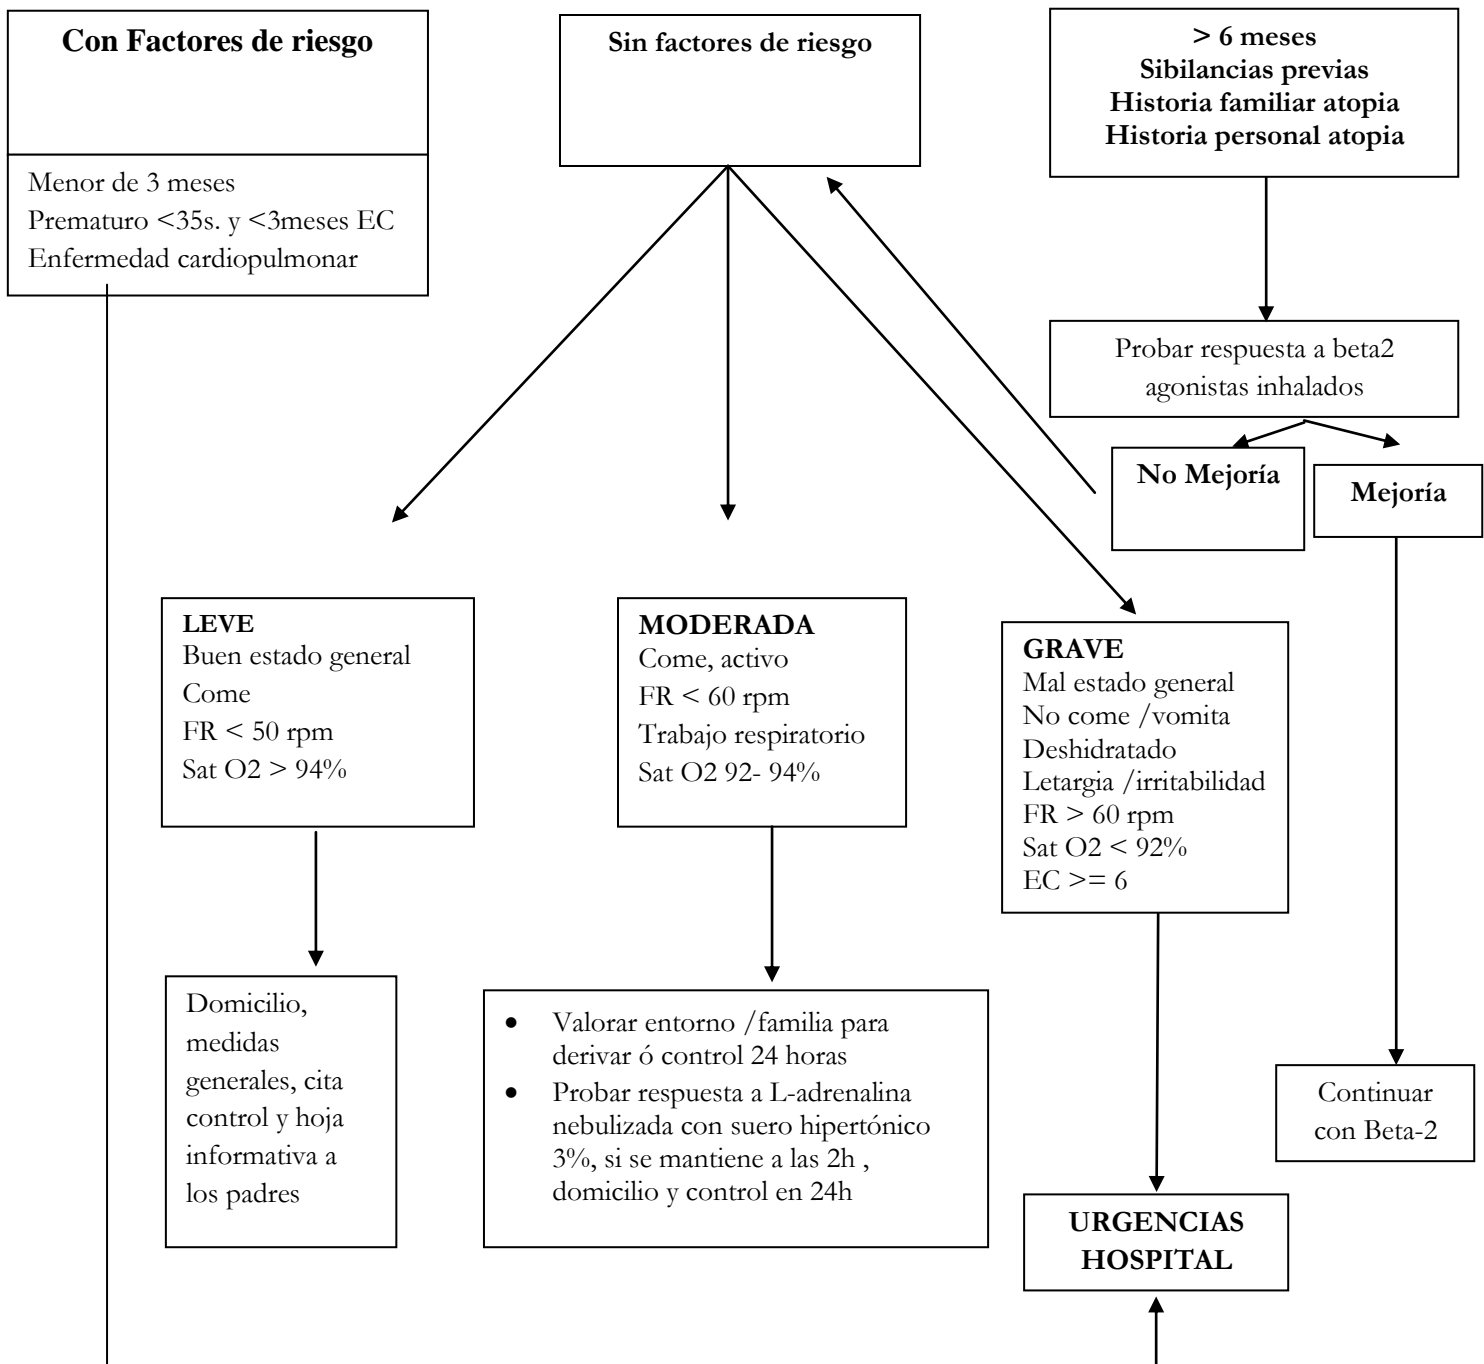 Con Factores de riesgo
Menor de 3 meses
Prematuro <35s. y <3meses EC
Enfermedad cardiopulmonar
Sin factores de riesgo
> 6 meses
Sibilancias previas
Historia familiar atopia
Historia personal atopia
Probar respuesta a beta2
agonistas inhalados
No Mejoría
Mejoría
LEVE
Buen estado general
Come
FR < 50 rpm
Sat O2 > 94%
MODERADA
Come, activo
FR < 60 rpm
Trabajo respiratorio
Sat O2 92- 94%
GRAVE
Mal estado general
No come /vomita
Deshidratado
Letargia /irritabilidad
FR > 60 rpm
Sat O2 < 92%
EC >= 6
Domicilio,
medidas
generales, cita
control y hoja
informativa a
los padres
• Valorar entorno /familia para
derivar ó control 24 horas
• Probar respuesta a L-adrenalina
nebulizada con suero hipertónico
3%, si se mantiene a las 2h ,
domicilio y control en 24h
Continuar
con Beta-2
URGENCIAS
HOSPITAL